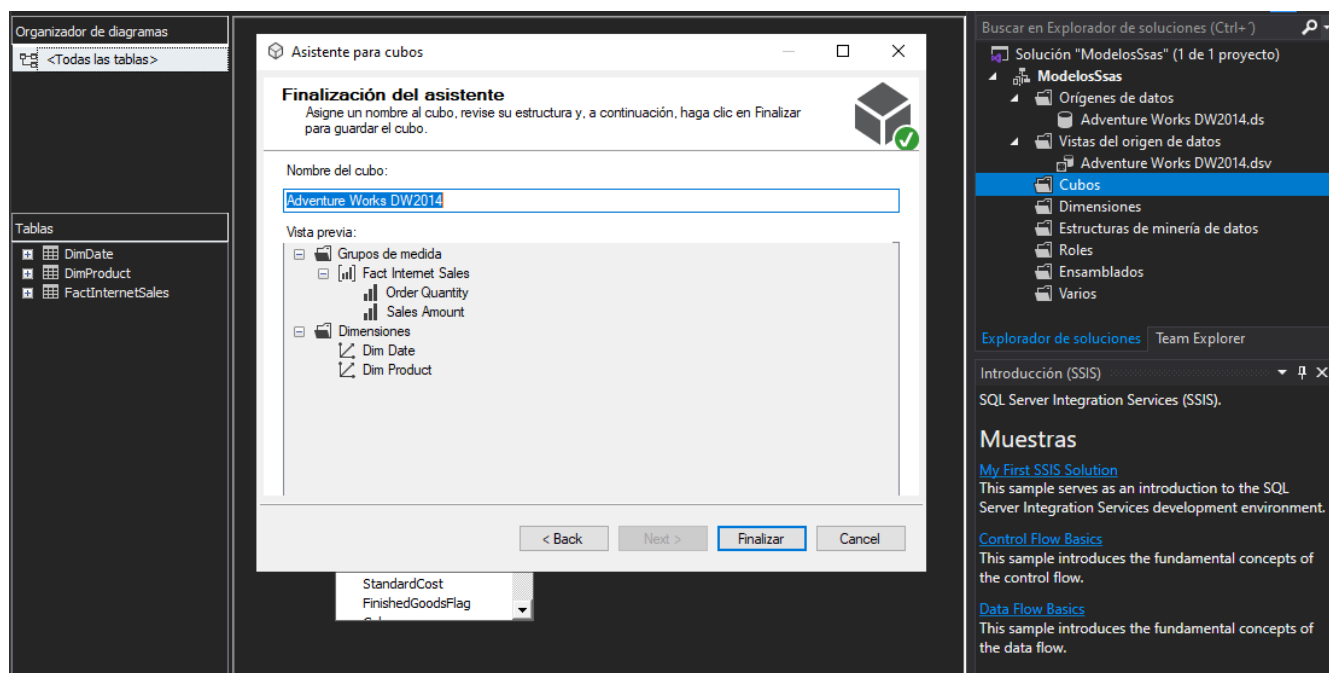 Organizador de diagramas
<Todas las tablas>
Tablas
DimDate
DimProduct
FactInternetSales
Asistente para cubos
Finalización del asistente
Asigne un nombre al cubo, revise su estructura y, a continuación, haga clic en Finalizar
para guardar el cubo.
Nombre del cubo:
Adventure Works DW2014
Vista previa:
Grupos de medida
Fact Internet Sales
Order Quantity
Sales Amount
Dimensiones
Dim Date
Dim Product
< Back
Next >
Finalizar
Cancel
StandardCost
FinishedGoodsFlag
Buscar en Explorador de soluciones (Ctrl+´)
Solución "ModelosSsas" (1 de 1 proyecto)
ModelosSsas
Orígenes de datos
Adventure Works DW2014.ds
Vistas del origen de datos
Adventure Works DW2014.dsv
Cubos
Dimensiones
Estructuras de minería de datos
Roles
Ensamblados
Varios
Explorador de soluciones Team Explorer
Introducción (SSIS)
SQL Server Integration Services (SSIS).
Muestras
My First SSIS Solution
This sample serves as an introduction to the SQL
Server Integration Services development environment.
Control Flow Basics
This sample introduces the fundamental concepts of
the control flow.
Data Flow Basics
This sample introduces the fundamental concepts of
the data flow.